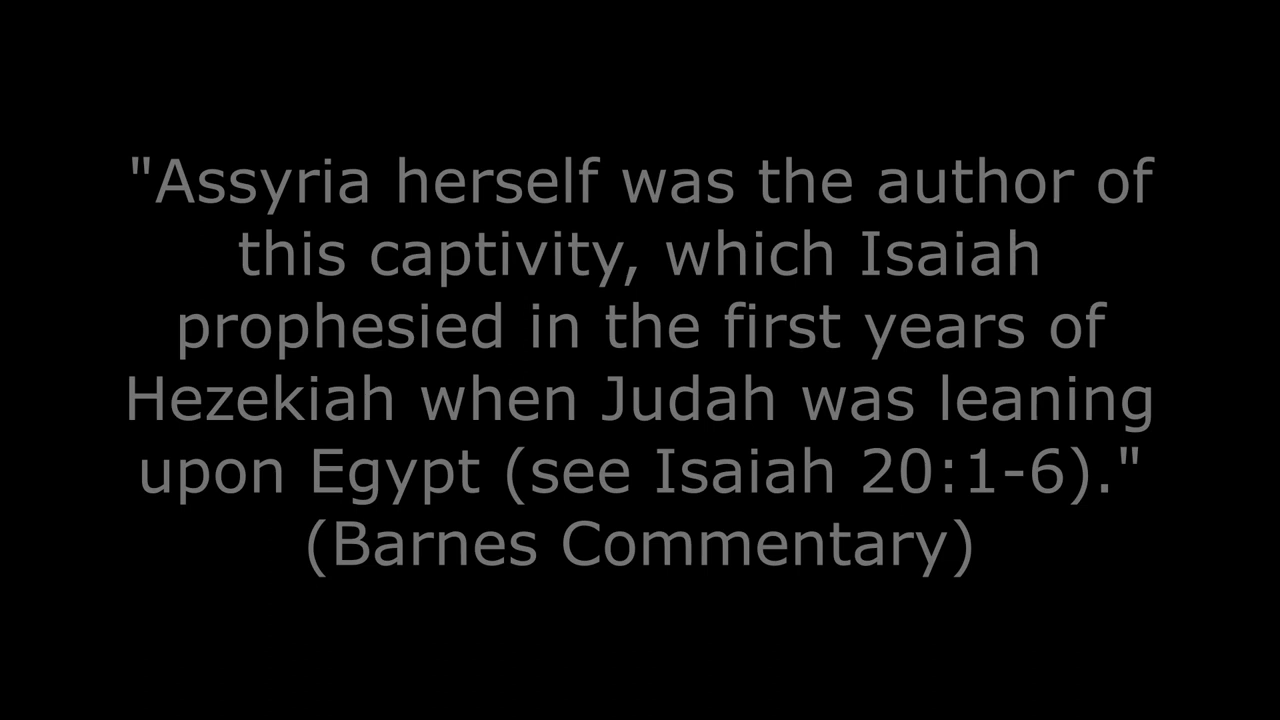 "Assyria herself was the author of
this captivity, which Isaiah
prophesied in the first years of
Hezekiah when Judah was leaning
upon Egypt (see Isaiah 20:1-6)."
(Barnes Commentary)